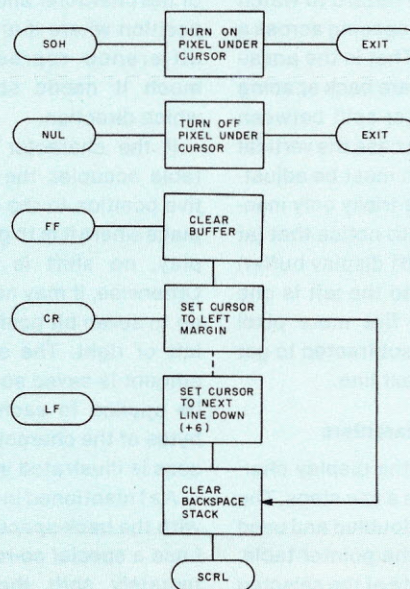 SOH
TURN ON
PIXEL UNDER
CURSOR
EXIT
NUL
TURN OFF
PIXEL UNDER
CURSOR
EXIT
FF
CLEAR
BUFFER
CR
SET CURSOR
TO LEFT
MARGIN
LF
SET CURSOR
TO NEXT
LINE DOWN
(+6)
CLEAR
BACKSPACE
STACK
SCRL